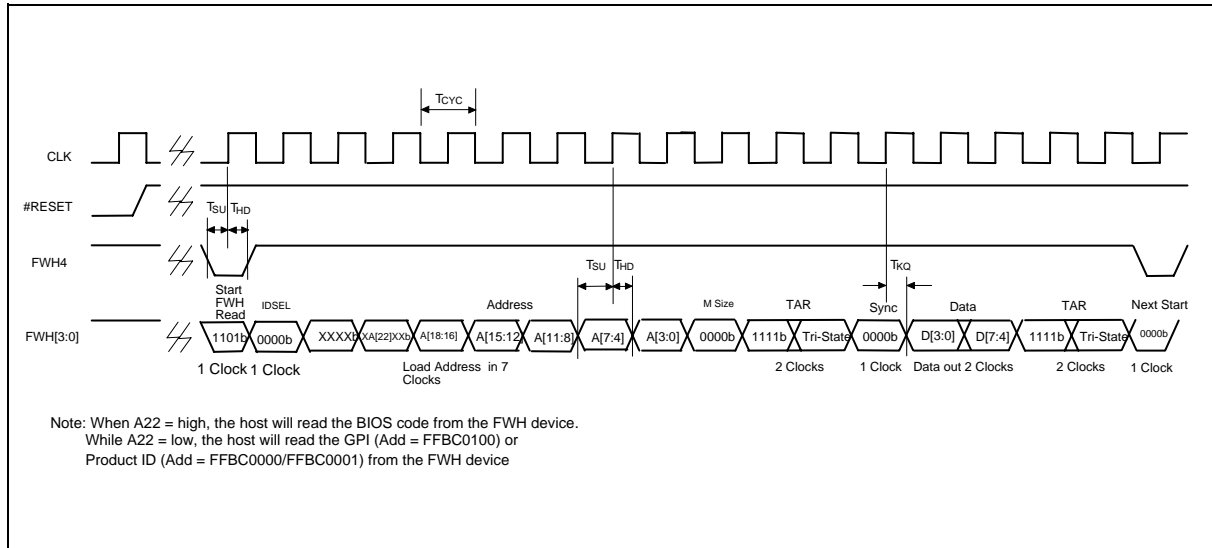 TCYC
CLK
#RESET
TSU THD
FWH4
TSU THD
TKQ
Start
FWH
Read
IDSEL
Address
M Size
TAR
Sync
Data
TAR
Next Start
FWH[3:0]
1101b 0000b XXXXb XA[22]XXb A[18:16] A[15:12] A[11:8] A[7:4] A[3:0] 0000b 1111b Tri-State 0000b D[3:0] D[7:4] 1111b Tri-State 0000b
1 Clock 1 Clock
Load Address in 7
Clocks
2 Clocks
1 Clock
Data out 2 Clocks
2 Clocks
1 Clock
Note: When A22 = high, the host will read the BIOS code from the FWH device.
While A22 = low, the host will read the GPI (Add = FFBC0100) or
Product ID (Add = FFBC0000/FFBC0001) from the FWH device